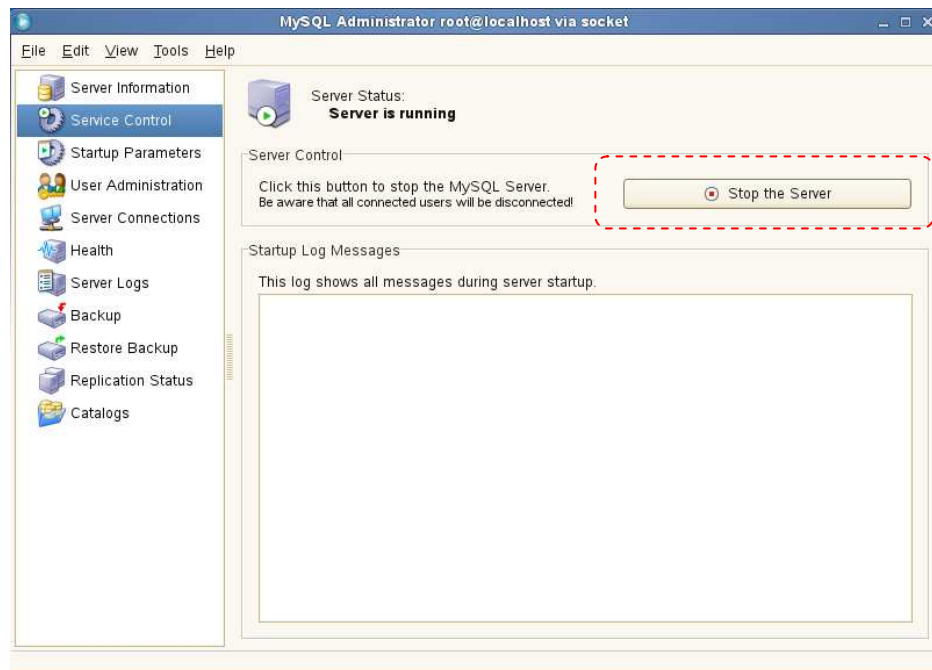 MySQL Administrator root@localhost via socket
File Edit View Tools Help
Server Information
Service Control
Startup Parameters
User Administration
Server Connections
Health
Server Logs
Backup
Restore Backup
Replication Status
Catalogs
Server Status:
Server is running
Server Control
Click this button to stop the MySQL Server.
Be aware that all connected users will be disconnected!
Stop the Server
Startup Log Messages
This log shows all messages during server startup.